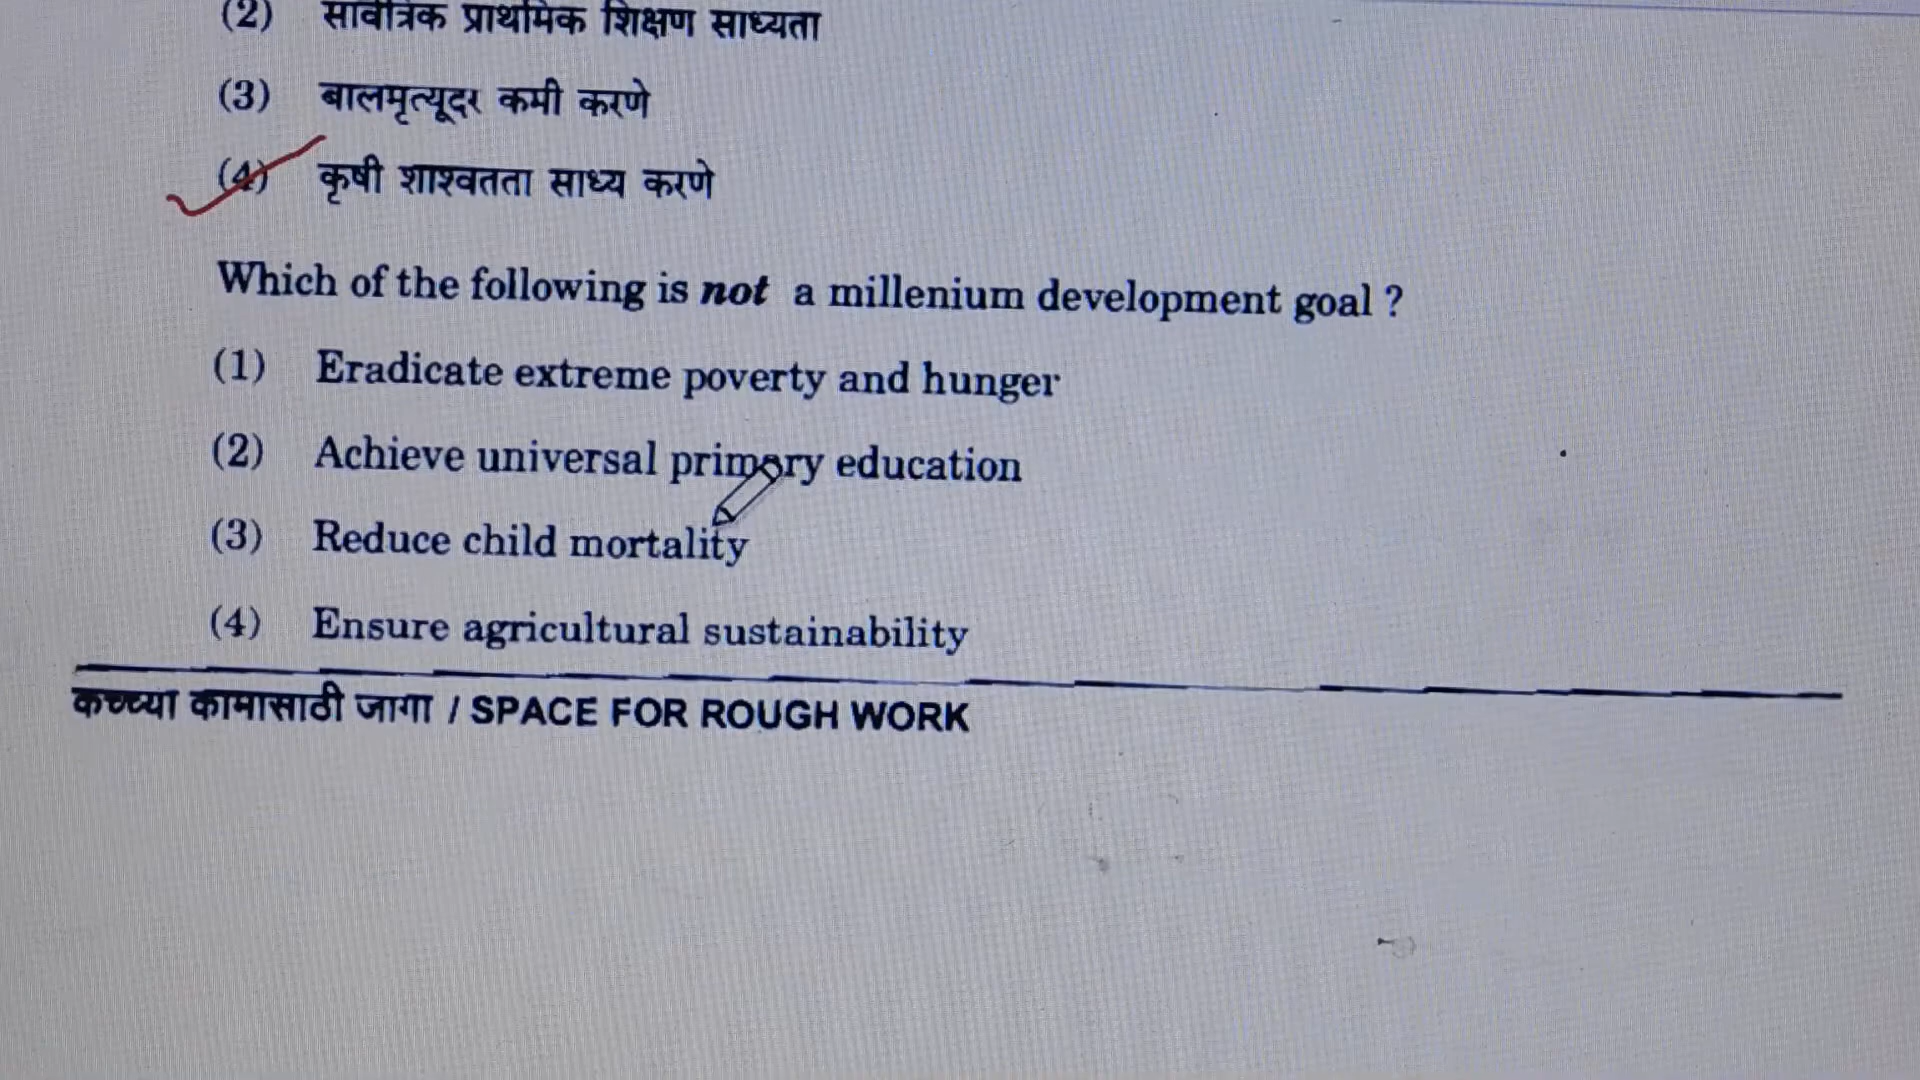 (2) सार्वत्रिक प्राथमिक शिक्षण साध्यता
(3) बालमृत्यूदर कमी करणे
(4) कृषी शाश्वतता साध्य करणे
Which of the following is not a millenium development goal ?
(1) Eradicate extreme poverty and hunger
(2) Achieve universal primary education
(3) Reduce child mortality
(4) Ensure agricultural sustainability
कच्च्या कामासाठी जागा / SPACE FOR ROUGH WORK